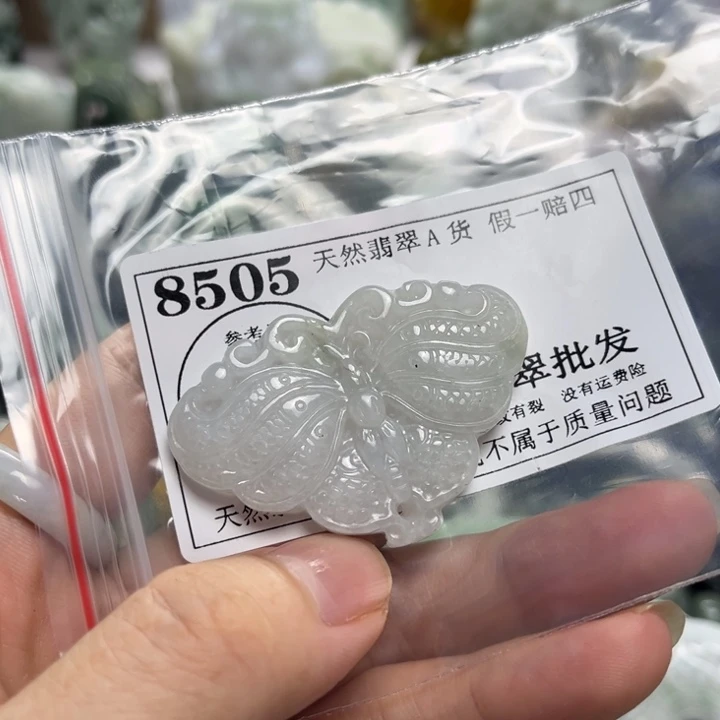 8505 天然翡翠A货 假一赔四
参考
翠批发
有裂 没有运费险
不属于质量问题
天然